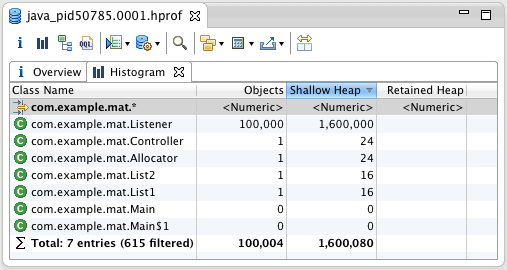 java_pid50785.0001.hprof
i OQL
i Overview Histogram
Class Name Objects Shallow Heap Retained Heap
com.example.mat.* <Numeric> <Numeric> <Numeric>
com.example.mat.Listener 100,000 1,600,000
com.example.mat.Controller 1 24
com.example.mat.Allocator 1 24
com.example.mat.List2 1 16
com.example.mat.List1 1 16
com.example.mat.Main 0 0
com.example.mat.Main$1 0 0
Σ Total: 7 entries (615 filtered) 100,004 1,600,080